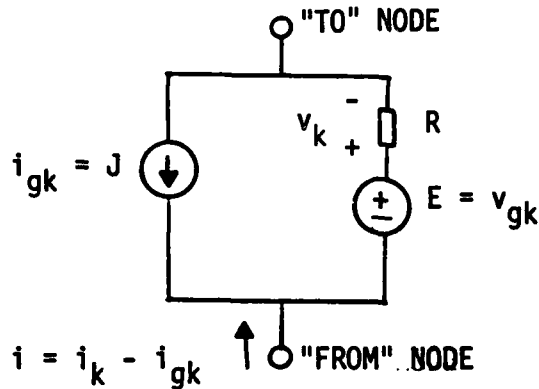 "TO" NODE
-
v_k R
+
i_gk = J
+
-
E = v_gk
i = i_k - i_gk
"FROM" NODE